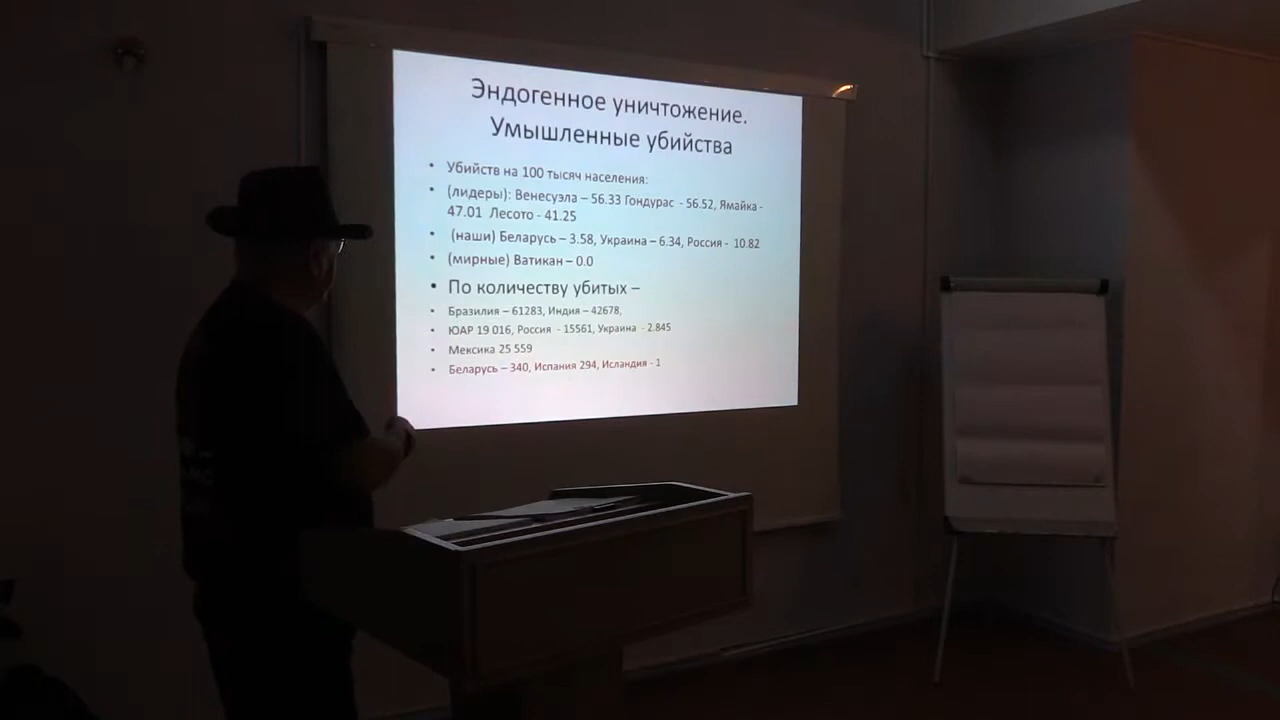 Эндогенное уничтожение.
Умышленные убийства
• Убийств на 100 тысяч населения:
• (лидеры): Венесуэла – 56.33 Гондурас - 56.52, Ямайка -
47.01 Лесото - 41.25
• (наши) Беларусь – 3.58, Украина – 6.34, Россия - 10.82
• (мирные) Ватикан – 0.0
• По количеству убитых –
• Бразилия – 61283, Индия – 42678,
• ЮАР 19 016, Россия - 15561, Украина - 2.845
• Мексика 25 559
• Беларусь – 340, Испания 294, Исландия - 1